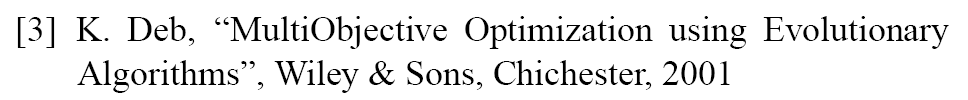 [3] K. Deb, “MultiObjective Optimization using Evolutionary
Algorithms”, Wiley & Sons, Chichester, 2001